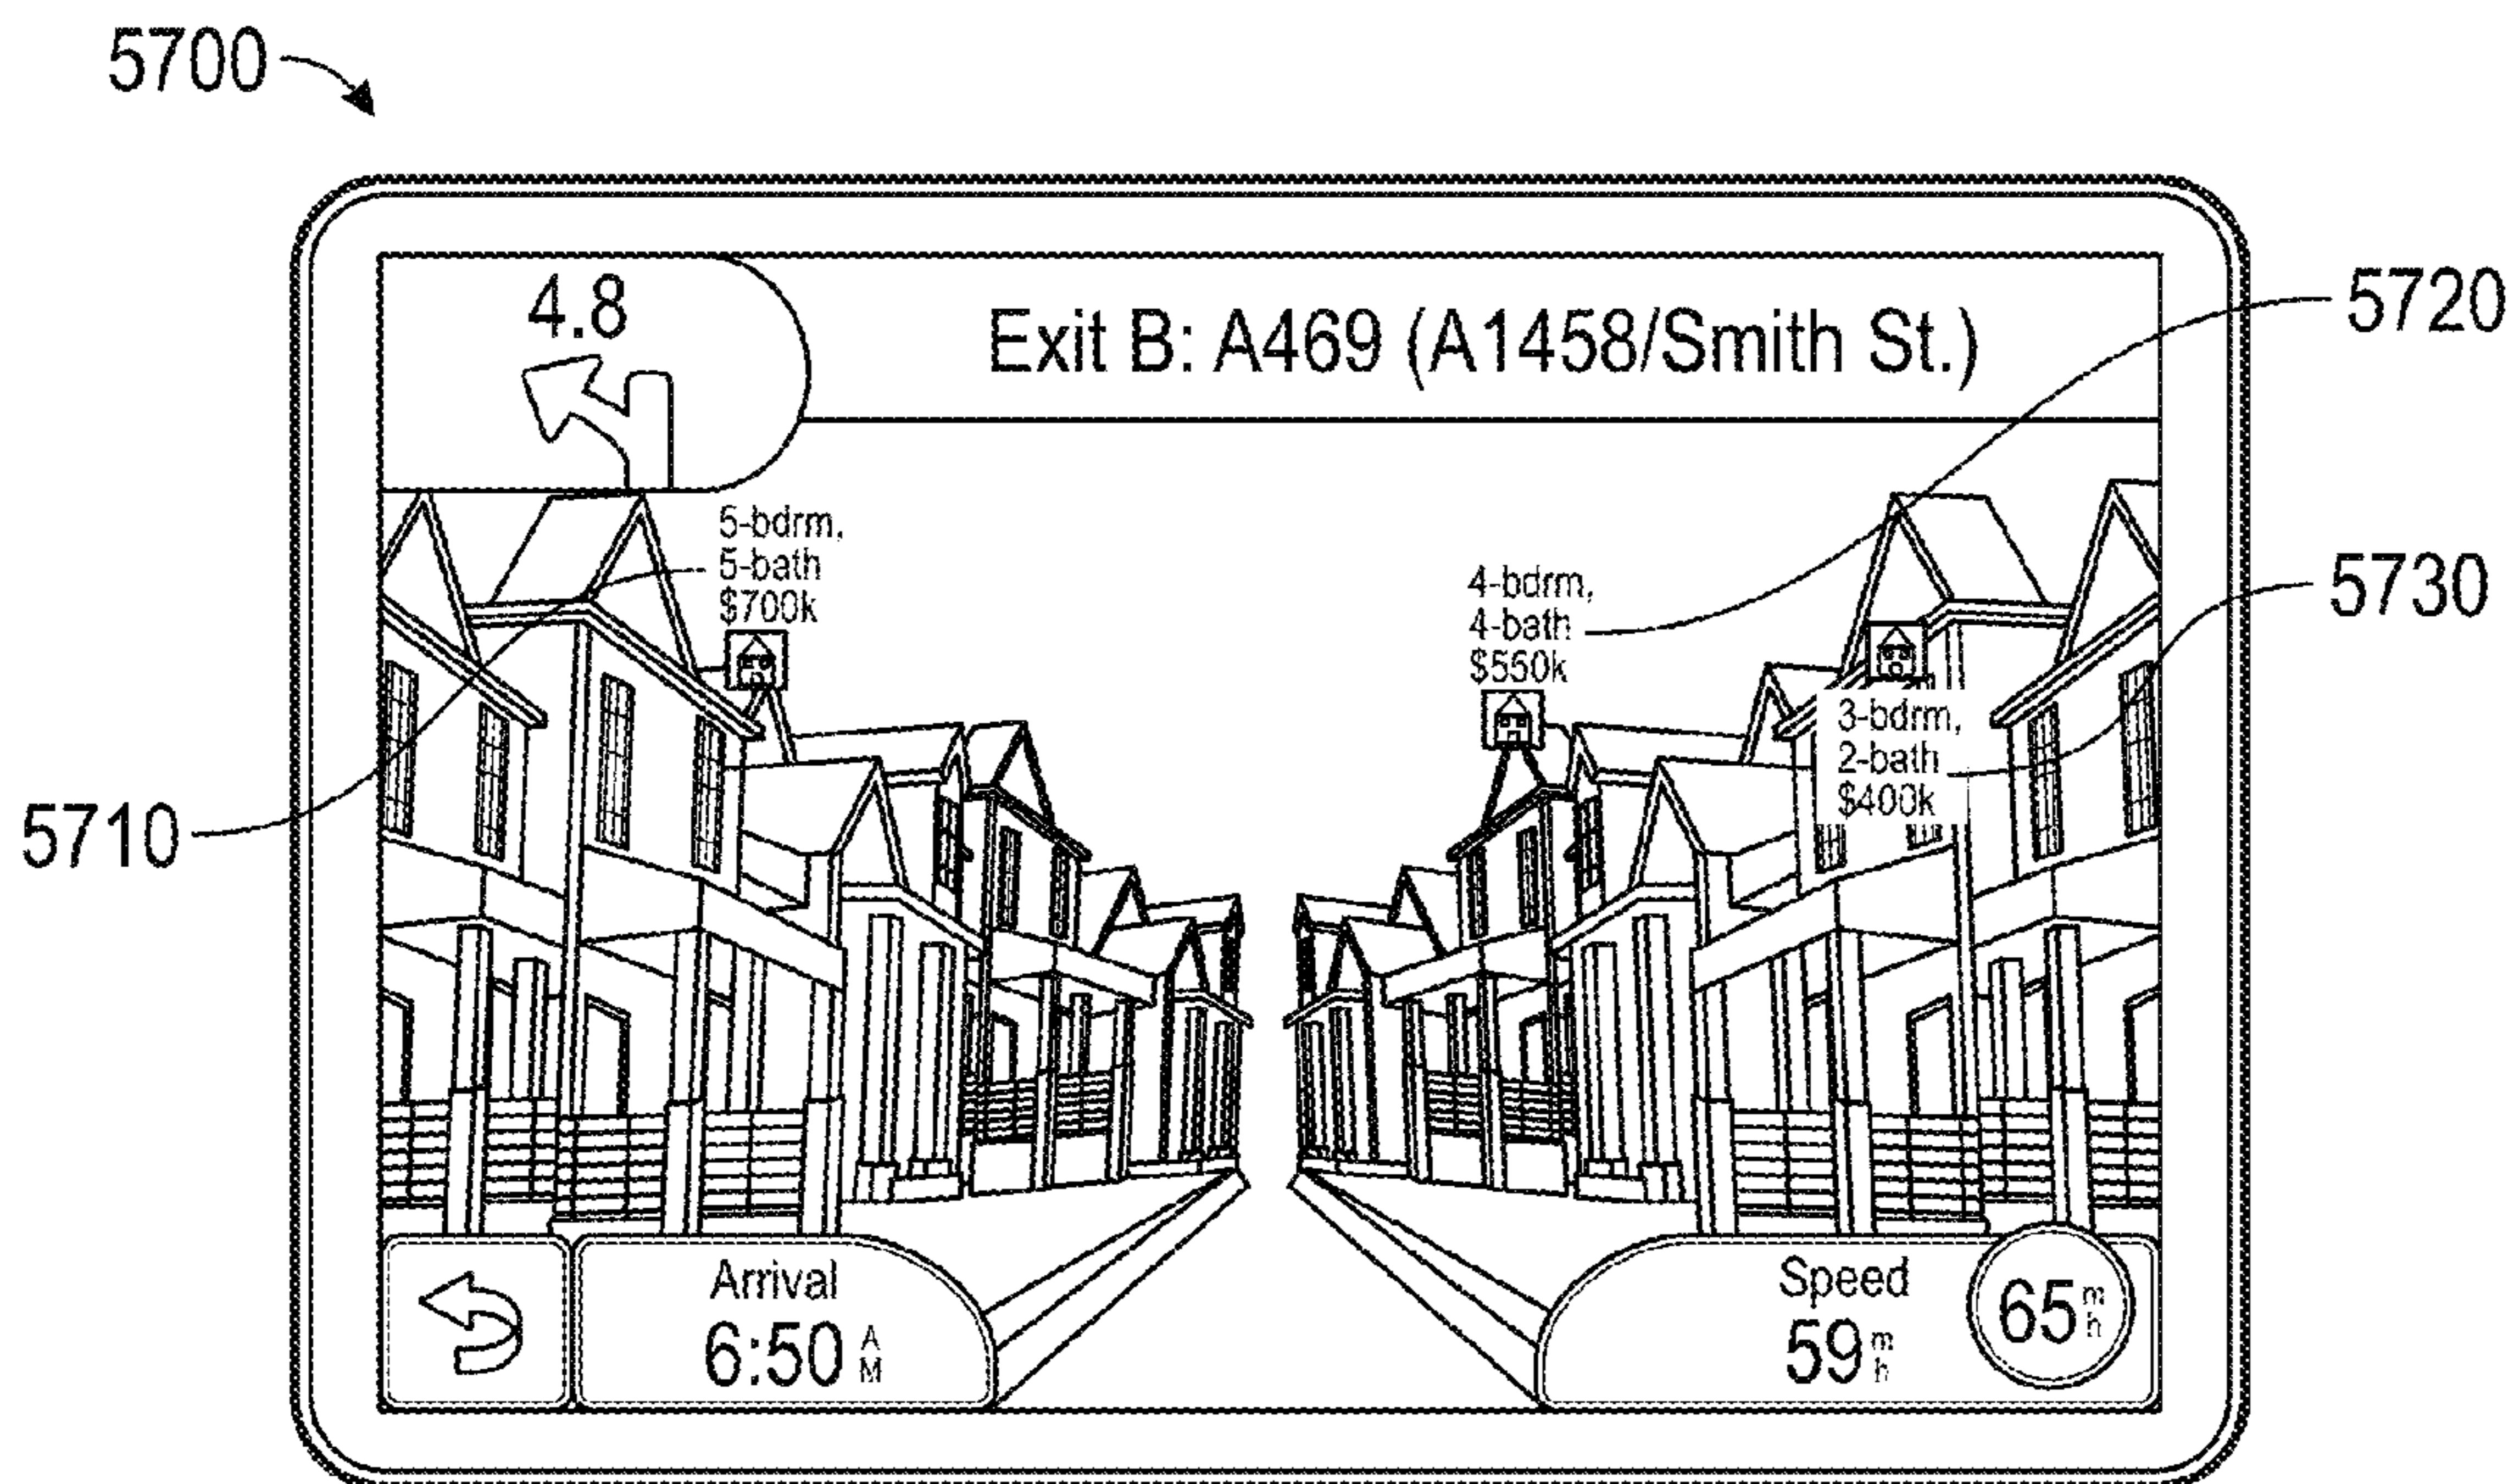 5700
4.8
Exit B: A469 (A1458/Smith St.)
5720
5-bdrm,
5-bath
$700k
4-bdrm,
4-bath
$550k
5730
3-bdrm,
2-bath
$400k
5710
Arrival
6:50 AM
Speed
59 mh
65 mh